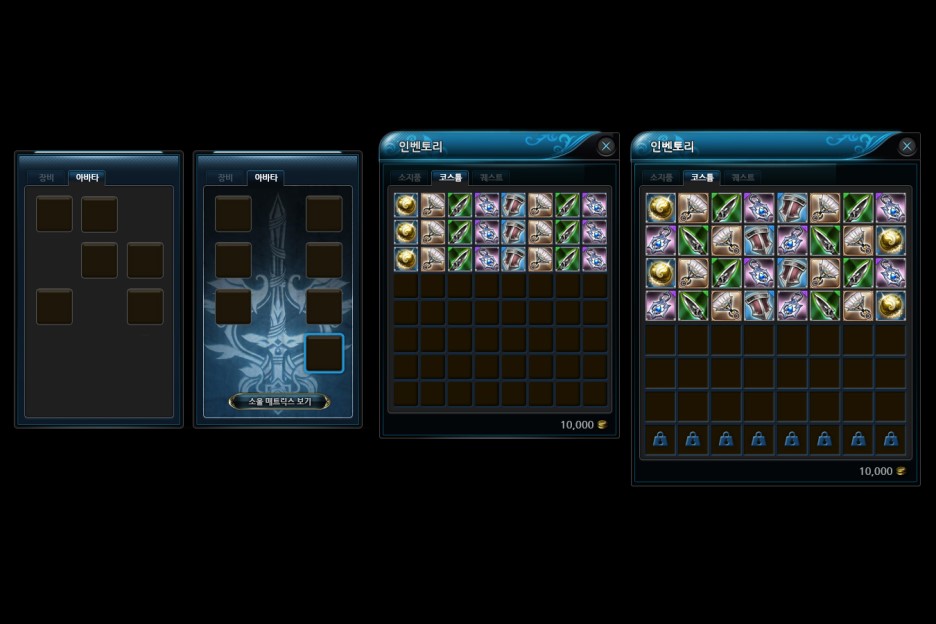 장비 아바타
장비 아바타
소울 매트릭스 보기
인벤토리
소지품 코스튬 퀘스트
10,000
인벤토리
소지품 코스튬 퀘스트
10,000